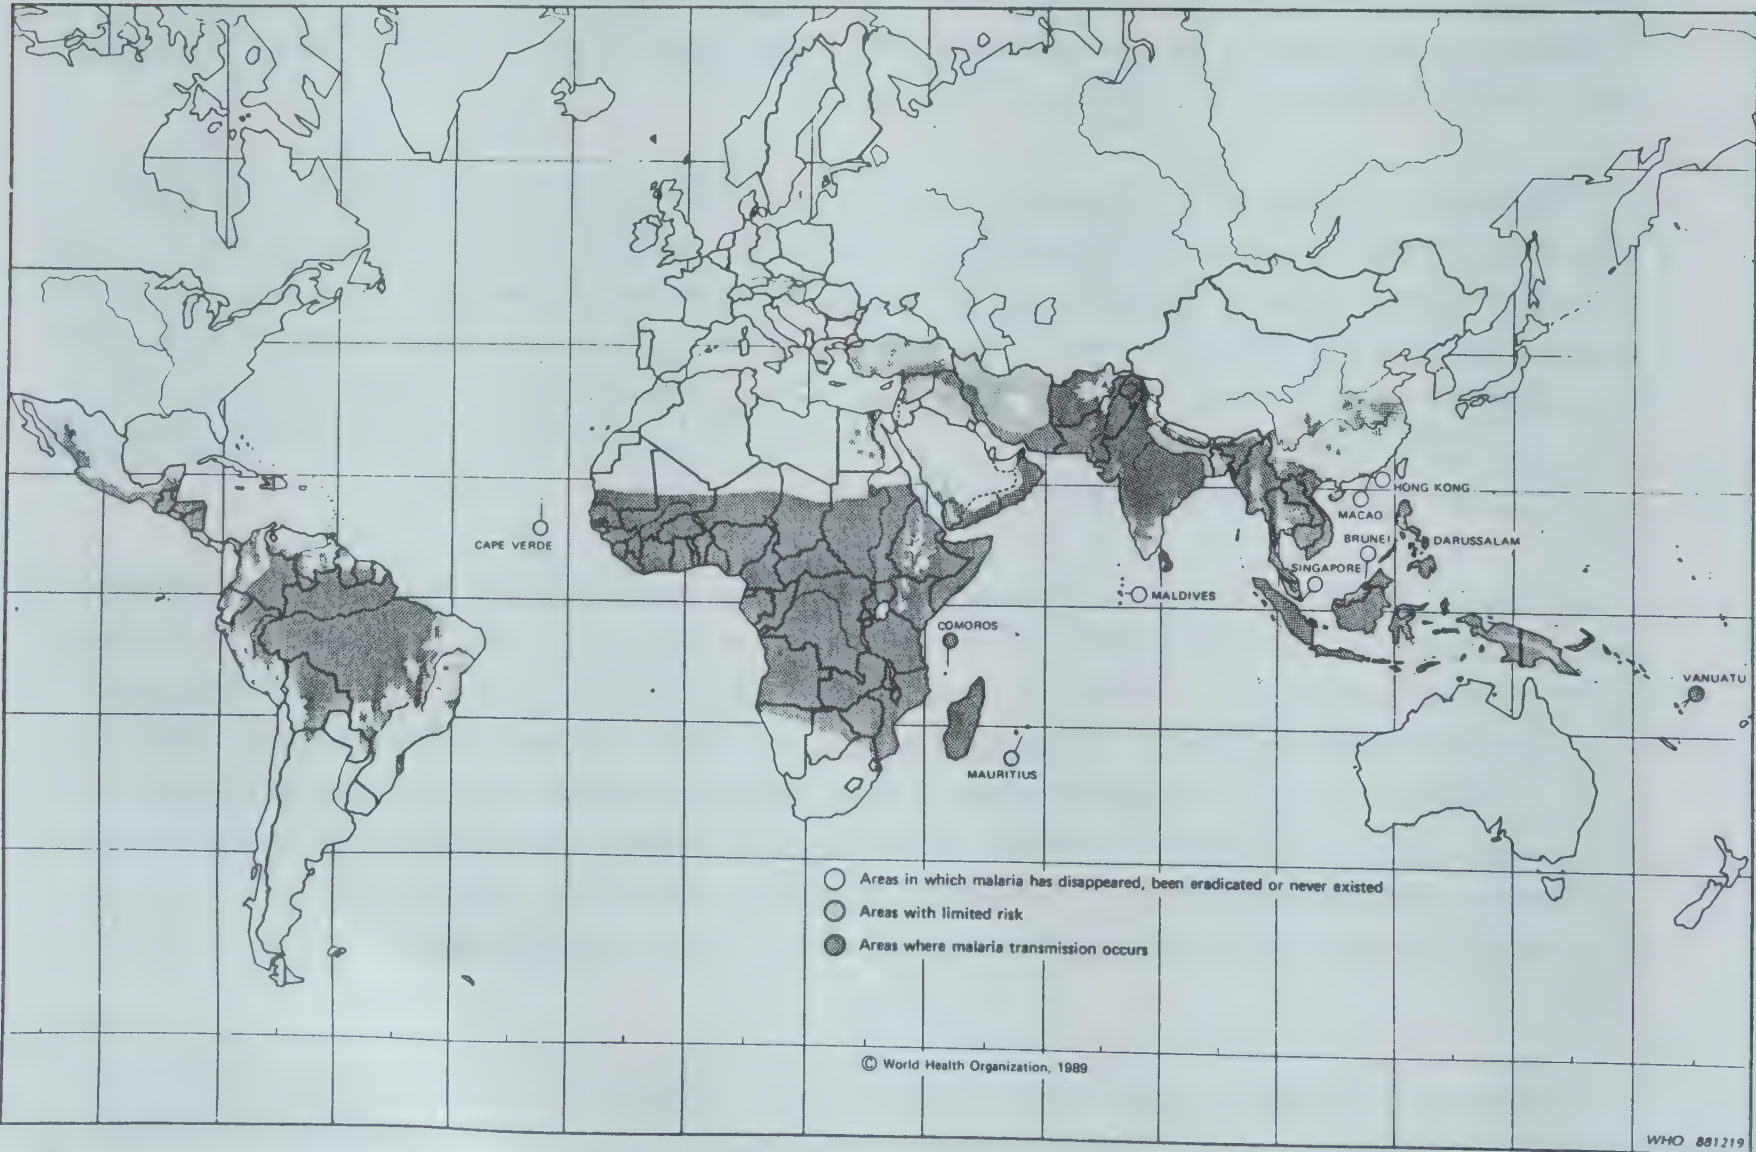 HONG KONG
MACAO
CAPE VERDE
BRUNEI
DARUSSALAM
SINGAPORE
MALDIVES
COMOROS
VANUATU
MAURITIUS
Areas in which malaria has disappeared, been eradicated or never existed
Areas with limited risk
Areas where malaria transmission occurs
© World Health Organization, 1989
WHO 881219